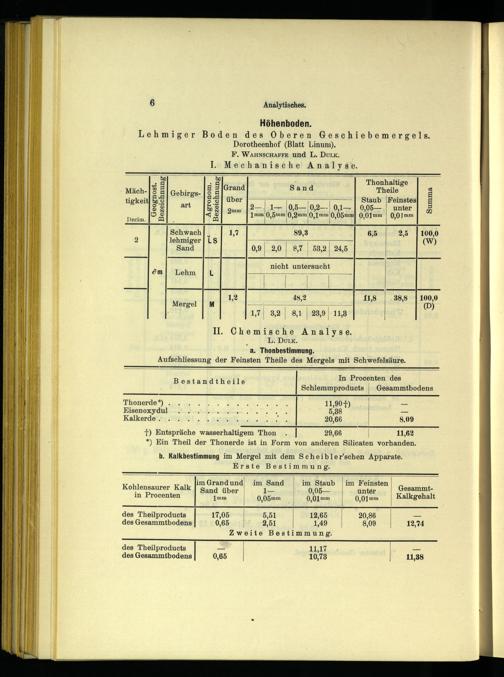 6
Analytisches.
Höhenboden.
Lehmiger Boden des Oberen Geschiebemergels.
Dorotheenhof (Blatt Linum).
F. Wahnschaffe und L. Dulk.
I. Mechanische Analyse.
Mäch-tigkeit Decim. | Geognost. Bezeichnung | Gebirgs-art | Agronom. Bezeichnung | Grand über 2mm | Sand 2—1mm 1—0,5mm 0,5—0,2mm 0,2—0,1mm 0,1—0,05mm | Thonhaltige Theile Staub 0,05—0,01mm Feinstes unter 0,01mm | Summa
2 ∂m Schwach lehmiger Sand LS 1,7 89,3 6,5 2,5 100,0 (W)
0,9 2,0 8,7 53,2 24,5
Lehm L nicht untersucht
Mergel M 1,2 48,2 11,8 38,8 100,0 (D)
1,7 3,2 8,1 23,9 11,3
II. Chemische Analyse.
L. Dulk.
a. Thonbestimmung.
Aufschliessung der Feinsten Theile des Mergels mit Schwefelsäure.
Bestandtheile | In Procenten des Schlemmproducts | Gesammtbodens
Thonerde*) . . . . . . . . . . . . 11,90†) —
Eisenoxydul . . . . . . . . . . . . 5,38 —
Kalkerde . . . . . . . . . . . . . 20,66 8,09
†) Entspräche wasserhaltigem Thon . 29,66 11,62
*) Ein Theil der Thonerde ist in Form von anderen Silicaten vorhanden.
b. Kalkbestimmung im Mergel mit dem Scheibler'schen Apparate.
Erste Bestimmung.
Kohlensaurer Kalk in Procenten | im Grand und Sand über 1mm | im Sand 1—0,05mm | im Staub 0,05—0,01mm | im Feinsten unter 0,01mm | Gesammt-Kalkgehalt
des Theilproducts 17,05 5,51 12,65 20,86 —
des Gesammtbodens 0,65 2,51 1,49 8,09 12,74
Zweite Bestimmung.
des Theilproducts — 11,17 —
des Gesammtbodens 0,65 10,73 11,38